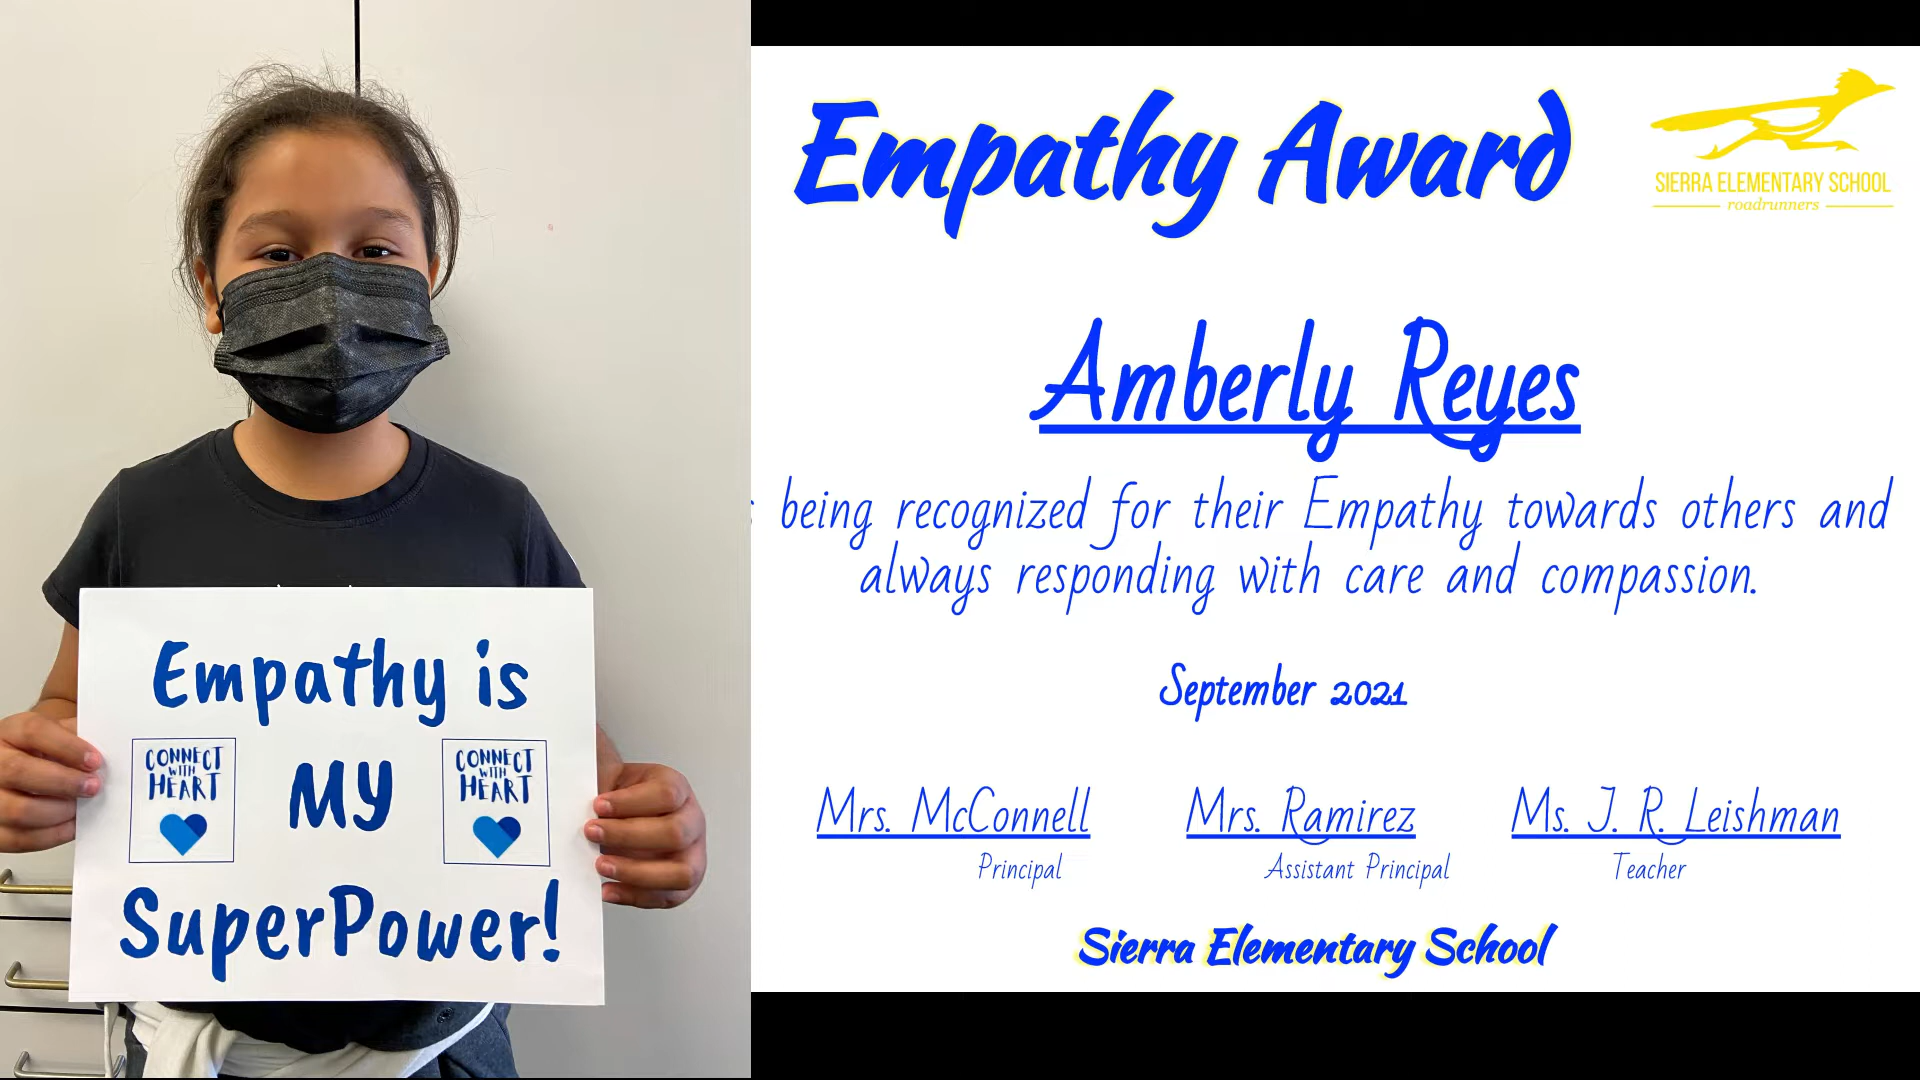 Empathy is
CONNECT
WITH
HEART
MY
CONNECT
WITH
HEART
SuperPower!
Empathy Award
SIERRA ELEMENTARY SCHOOL
roadrunners
Amberly Reyes
being recognized for their Empathy towards others and
always responding with care and compassion.
September 2021
Mrs. McConnell
Principal
Mrs. Ramirez
Assistant Principal
Ms. J. R. Leishman
Teacher
Sierra Elementary School